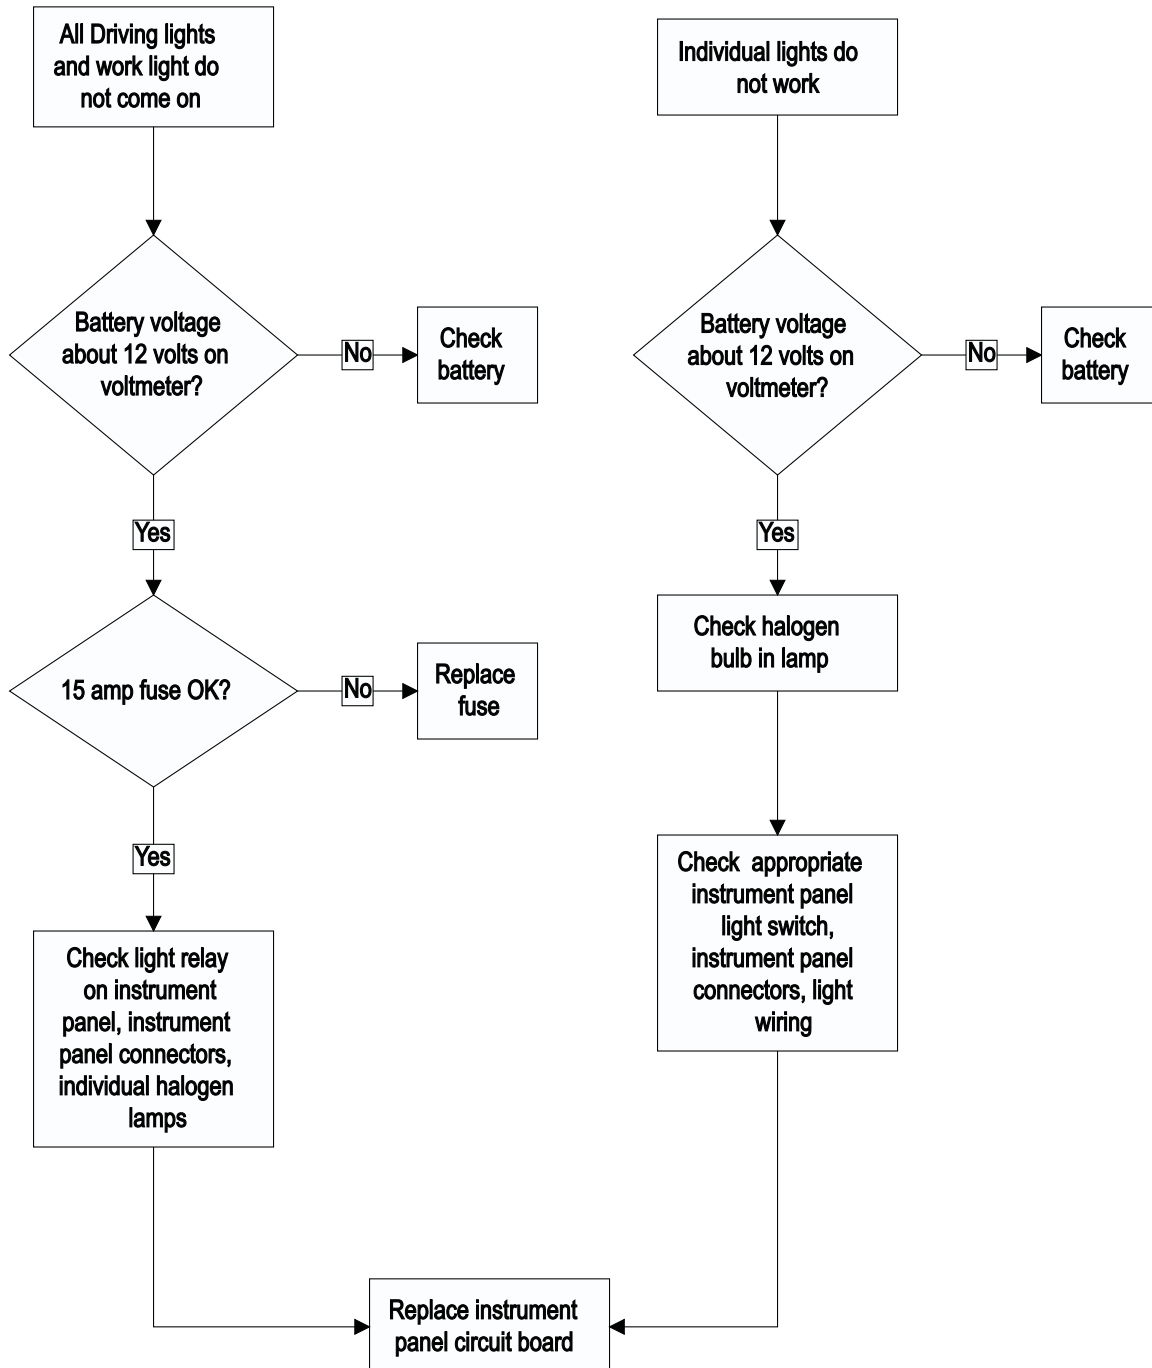 All Driving lights
and work light do
not come on
Individual lights do
not work
Battery voltage
about 12 volts on
voltmeter?
No
Check
battery
Battery voltage
about 12 volts on
voltmeter?
No
Check
battery
Yes
Yes
15 amp fuse OK?
No
Replace
fuse
Check halogen
bulb in lamp
Yes
Check appropriate
instrument panel
light switch,
instrument panel
connectors, light
wiring
Check light relay
on instrument
panel, instrument
panel connectors,
individual halogen
lamps
Replace instrument
panel circuit board